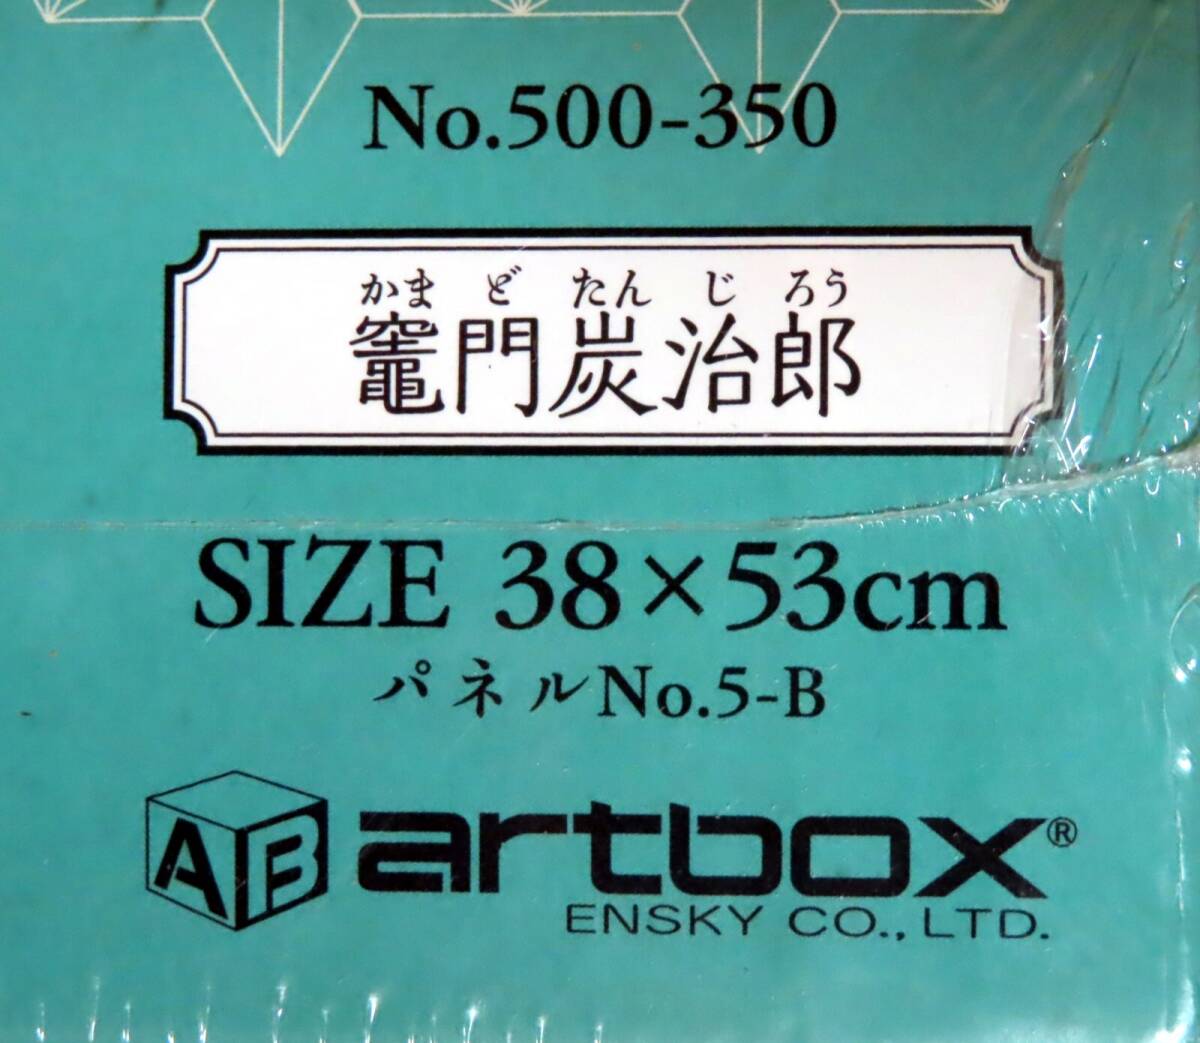 No.500-350
かまどたんじろう
竈門炭治郎
SIZE 38×53cm
パネルNo.5-B
AB artbox®
ENSKY CO., LTD.